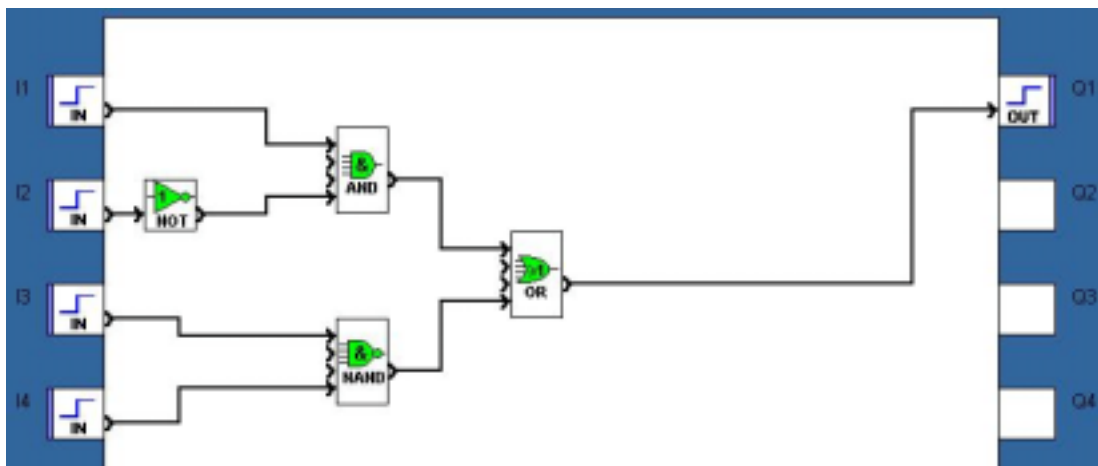 I1
IN
OUT
Q1
&
AND
I2
IN
1
NOT
Q2
≥1
OR
I3
IN
Q3
&
NAND
I4
IN
Q4